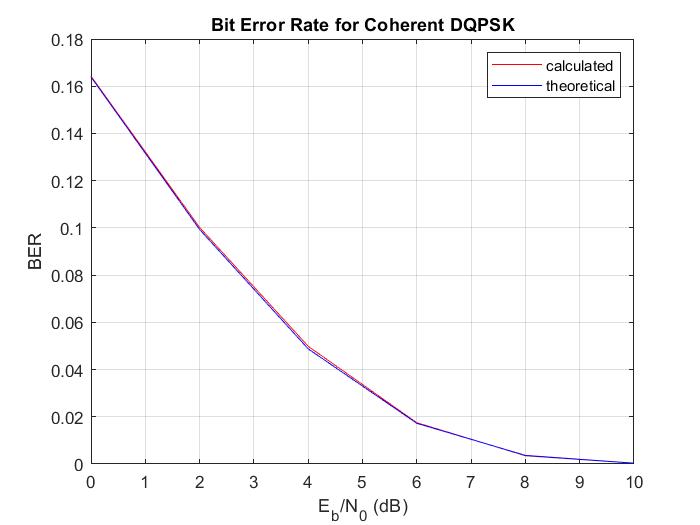 Bit Error Rate for Coherent DQPSK
0.18
0.16
0.14
0.12
0.1
0.08
0.06
0.04
0.02
0
BER
calculated
theoretical
0 1 2 3 4 5 6 7 8 9 10
E_b/N_0 (dB)